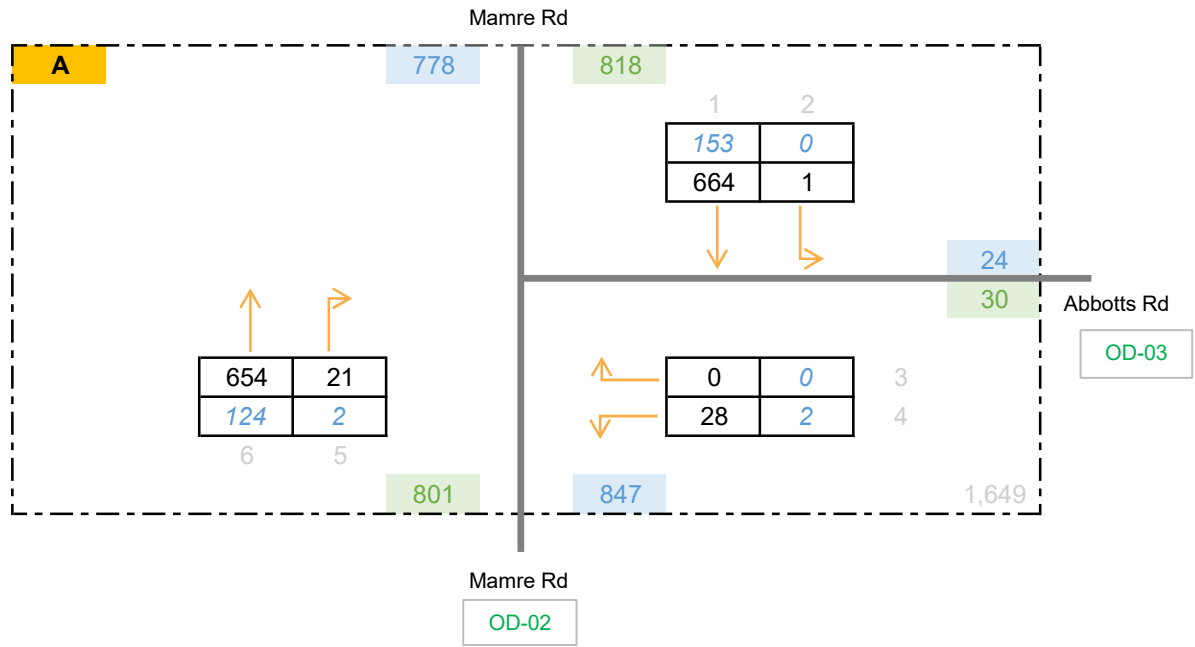 Mamre Rd
A 778 818
1 2
153 0
664 1
24
30
Abbotts Rd
OD-03
654 21 0 0 3
124 2 28 2 4
6 5
801 847 1,649
Mamre Rd
OD-02